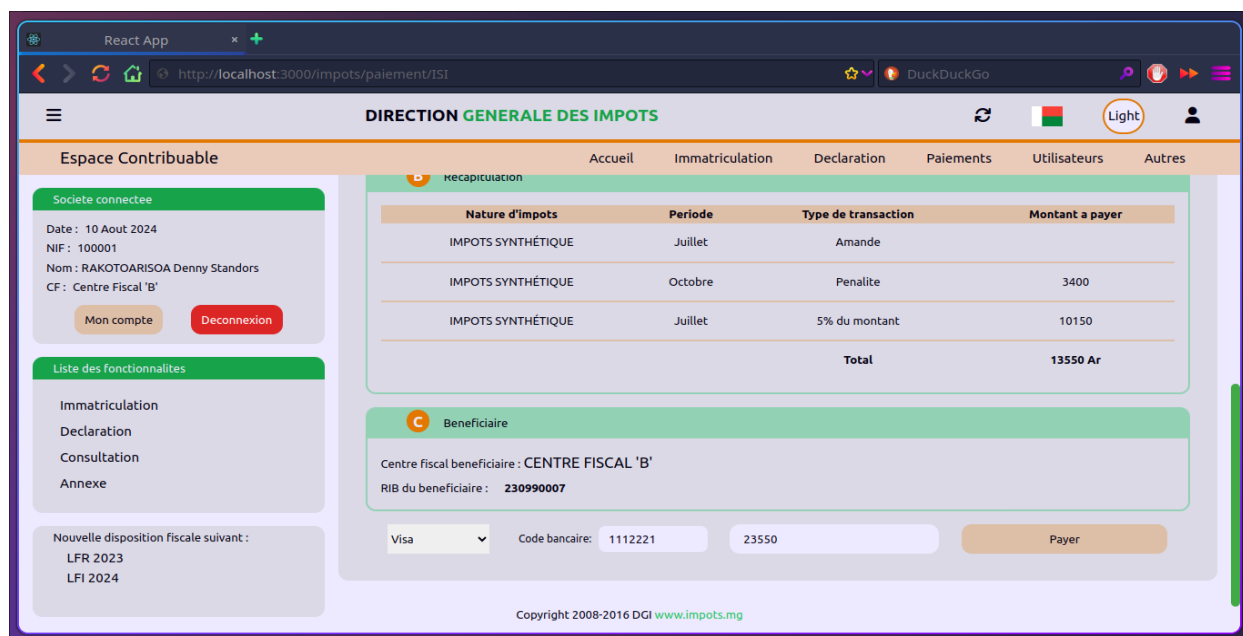 React App × +
http://localhost:3000/impots/paiement/ISI DuckDuckGo
DIRECTION GENERALE DES IMPOTS Light
Espace Contribuable Accueil Immatriculation Declaration Paiements Utilisateurs Autres
Societe connectee
Date : 10 Aout 2024
NIF : 100001
Nom : RAKOTOARISOA Denny Standors
CF : Centre Fiscal 'B'
Mon compte Deconnexion
Liste des fonctionnalites
Immatriculation
Declaration
Consultation
Annexe
Nouvelle disposition fiscale suivant :
LFR 2023
LFI 2024
B Recapitulation
Nature d'impots Periode Type de transaction Montant a payer
IMPOTS SYNTHÉTIQUE Juillet Amande
IMPOTS SYNTHÉTIQUE Octobre Penalite 3400
IMPOTS SYNTHÉTIQUE Juillet 5% du montant 10150
Total 13550 Ar
C Beneficiaire
Centre fiscal beneficiaire : CENTRE FISCAL 'B'
RIB du beneficiaire : 230990007
Visa Code bancaire: 1112221 23550 Payer
Copyright 2008-2016 DGI www.impots.mg